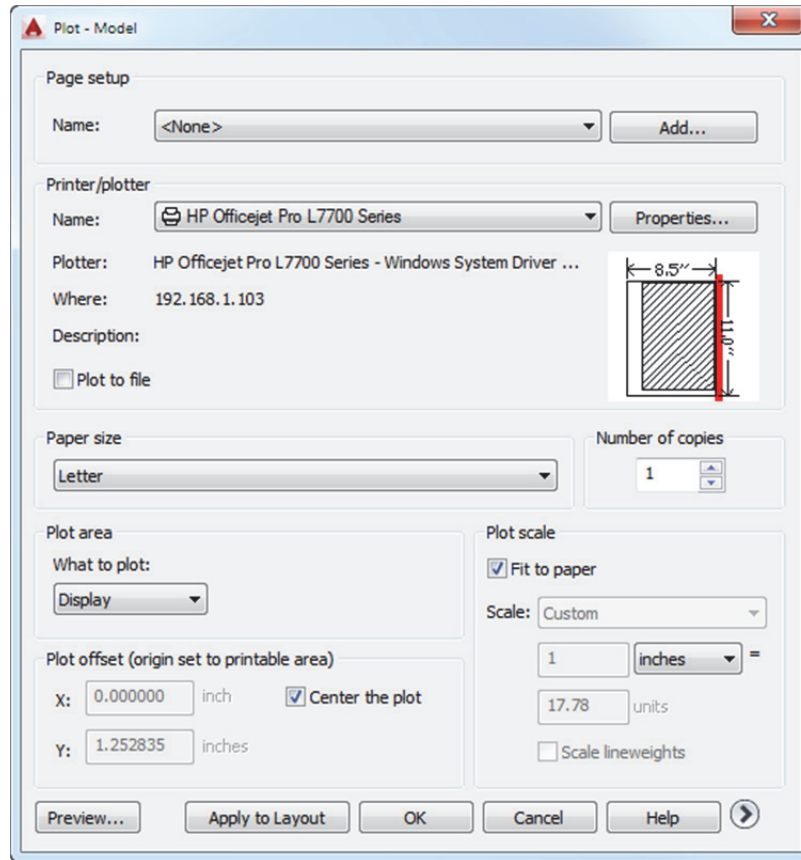 Plot - Model
Page setup
Name: <None> Add...
Printer/plotter
Name: HP Officejet Pro L7700 Series Properties...
Plotter: HP Officejet Pro L7700 Series - Windows System Driver ...
8.5"
Where: 192.168.1.103
11.0"
Description:
Plot to file
Paper size
Letter
Number of copies
1
Plot area
What to plot:
Display
Plot scale
Fit to paper
Scale: Custom
1 inches =
17.78 units
Scale lineweights
Plot offset (origin set to printable area)
X: 0.000000 inch Center the plot
Y: 1.252835 inches
Preview... Apply to Layout OK Cancel Help